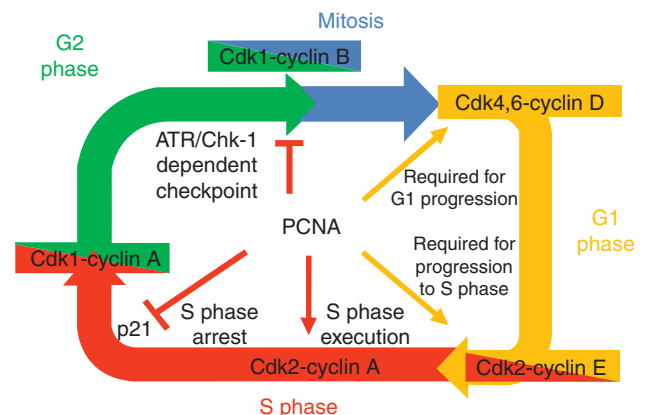 Mitosis
G2
phase
Cdk1-cyclin B
Cdk4,6-cyclin D
ATR/Chk-1
dependent
checkpoint
Required for
G1 progression
PCNA
G1
phase
Required for
progression
to S phase
Cdk1-cyclin A
p21
S phase
arrest
S phase
execution
Cdk2-cyclin A
Cdk2-cyclin E
S phase